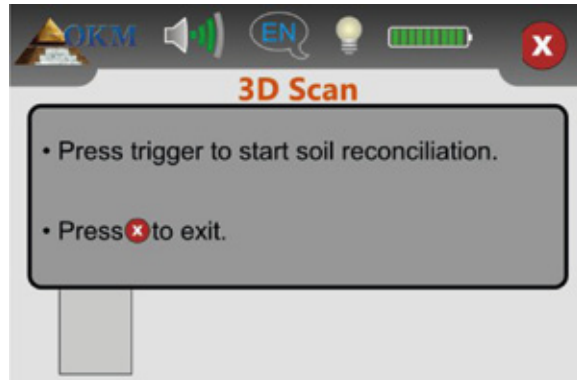 OKM EN X
3D Scan
• Press trigger to start soil reconciliation.
• Press X to exit.